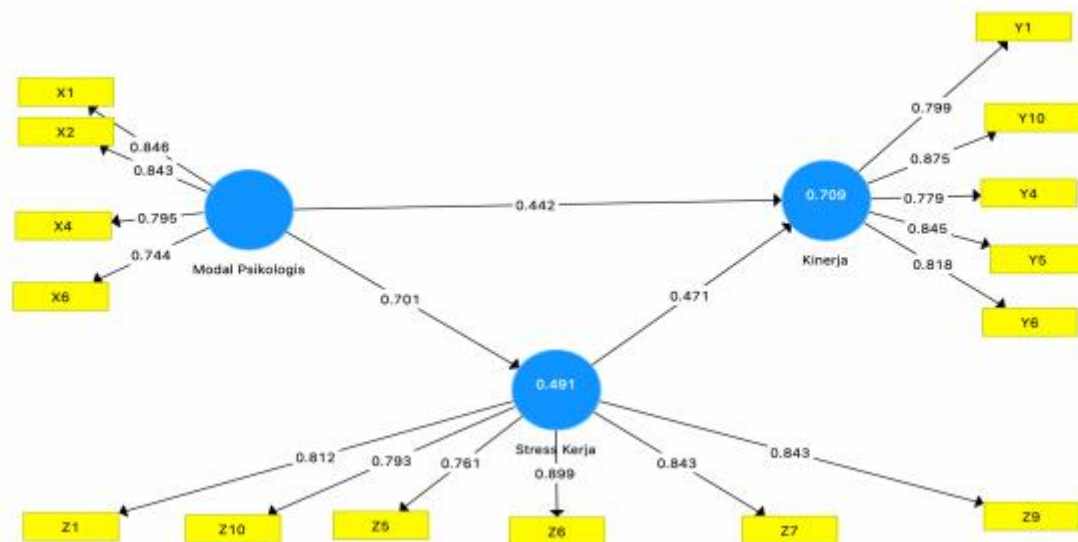 Y1
X1
X2
0.846
0.843
0.799
Y10
0.875
X4
0.795
0.744
0.442
0.709
0.779
Y4
0.845
Y5
0.818
Modal Psikologis
Kinerja
X6
0.701
0.471
Y6
0.491
Stress Kerja
0.812
0.793
0.761
0.899
0.843
0.843
Z1
Z10
Z5
Z6
Z7
Z9